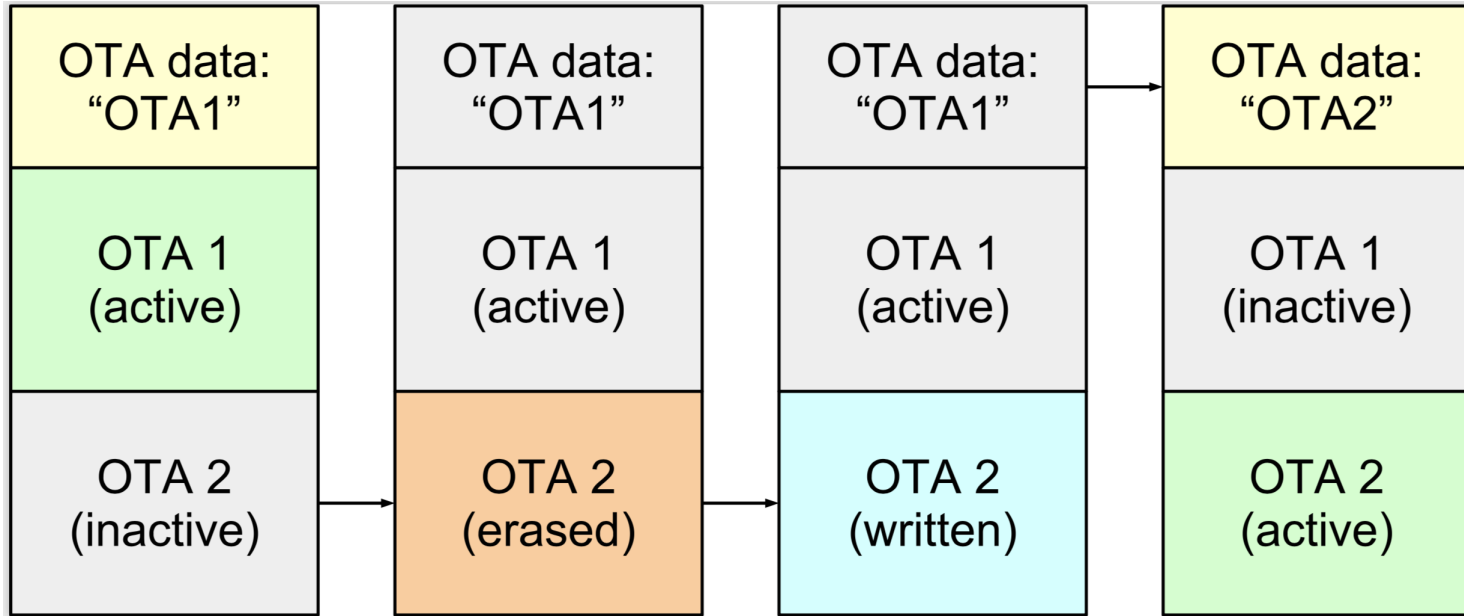 OTA data:
“OTA1”
OTA 1
(active)
OTA 2
(inactive)
OTA data:
“OTA1”
OTA 1
(active)
OTA 2
(erased)
OTA data:
“OTA1”
OTA 1
(active)
OTA 2
(written)
OTA data:
“OTA2”
OTA 1
(inactive)
OTA 2
(active)